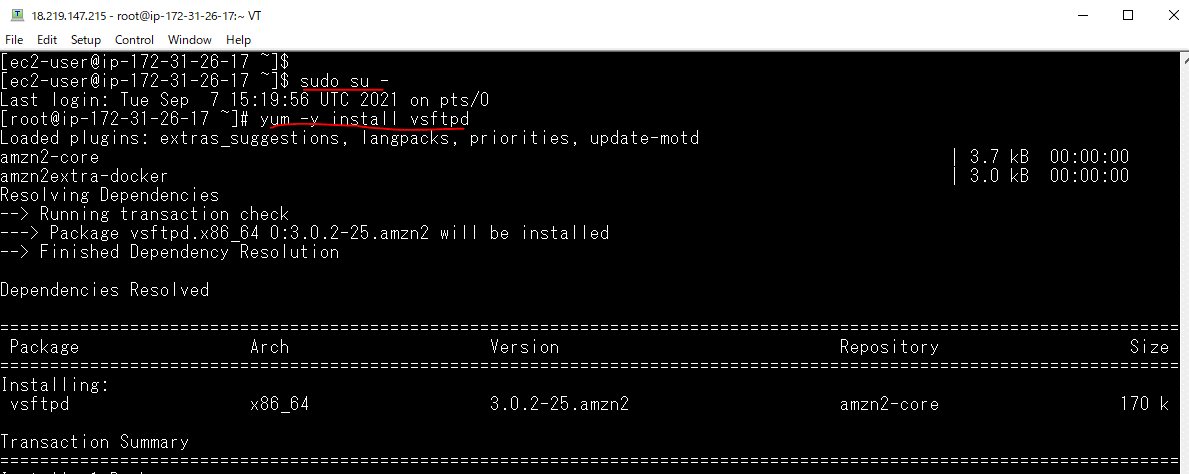 18.219.147.215 - root@ip-172-31-26-17:~ VT
File Edit Setup Control Window Help
[ec2-user@ip-172-31-26-17 ~]$
[ec2-user@ip-172-31-26-17 ~]$ sudo su -
Last login: Tue Sep  7 15:19:56 UTC 2021 on pts/0
[root@ip-172-31-26-17 ~]# yum -y install vsftpd
Loaded plugins: extras_suggestions, langpacks, priorities, update-motd
amzn2-core | 3.7 kB  00:00:00
amzn2extra-docker | 3.0 kB  00:00:00
Resolving Dependencies
--> Running transaction check
---> Package vsftpd.x86_64 0:3.0.2-25.amzn2 will be installed
--> Finished Dependency Resolution
Dependencies Resolved
================================================================================
Package Arch Version Repository Size
================================================================================
Installing:
vsftpd x86_64 3.0.2-25.amzn2 amzn2-core 170 k
Transaction Summary
================================================================================